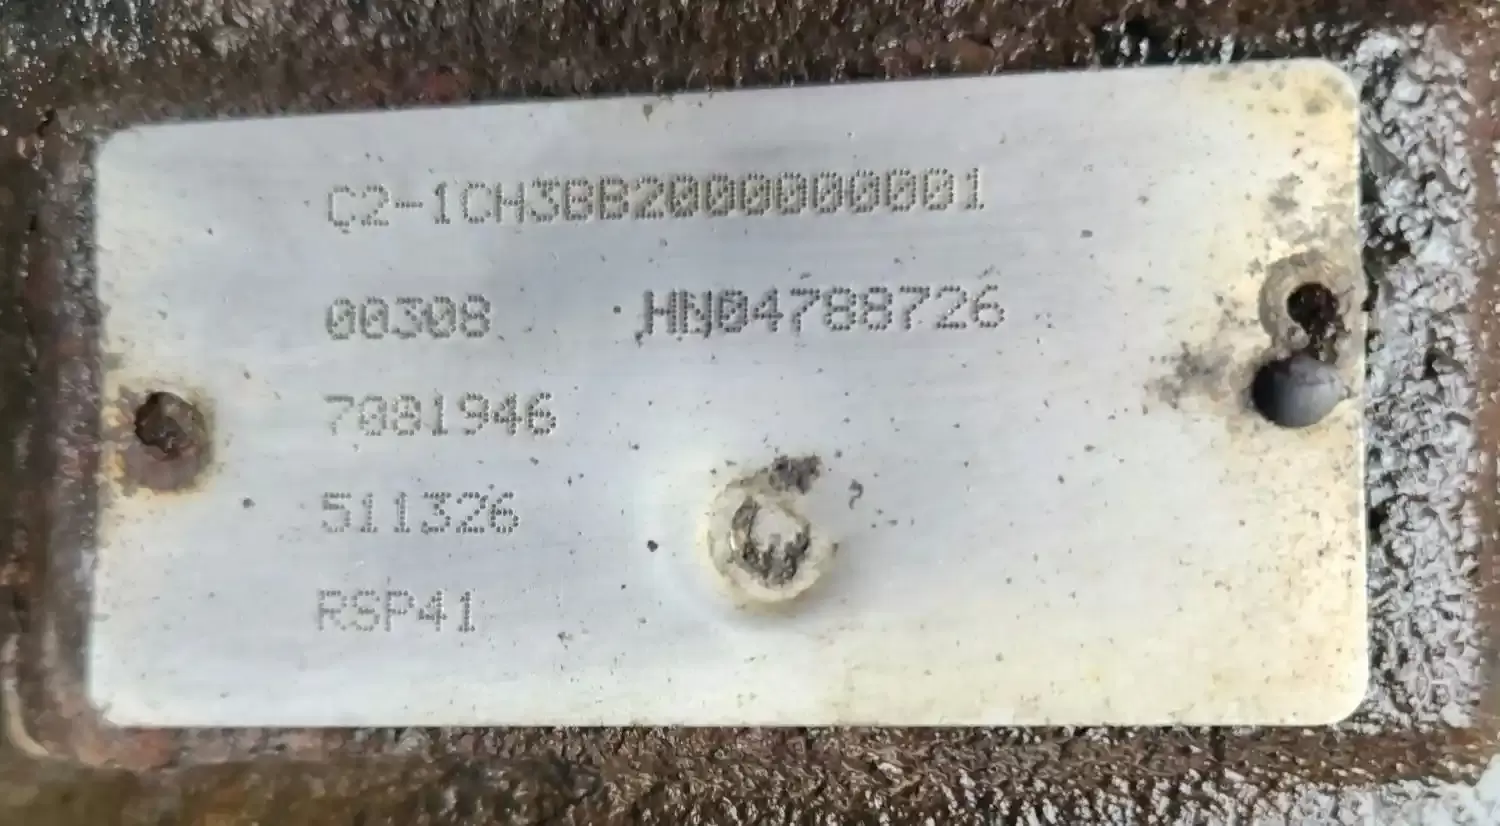 C2-1CH3BB2000000001
00308 HN04788726
7081946
511326
RSP41